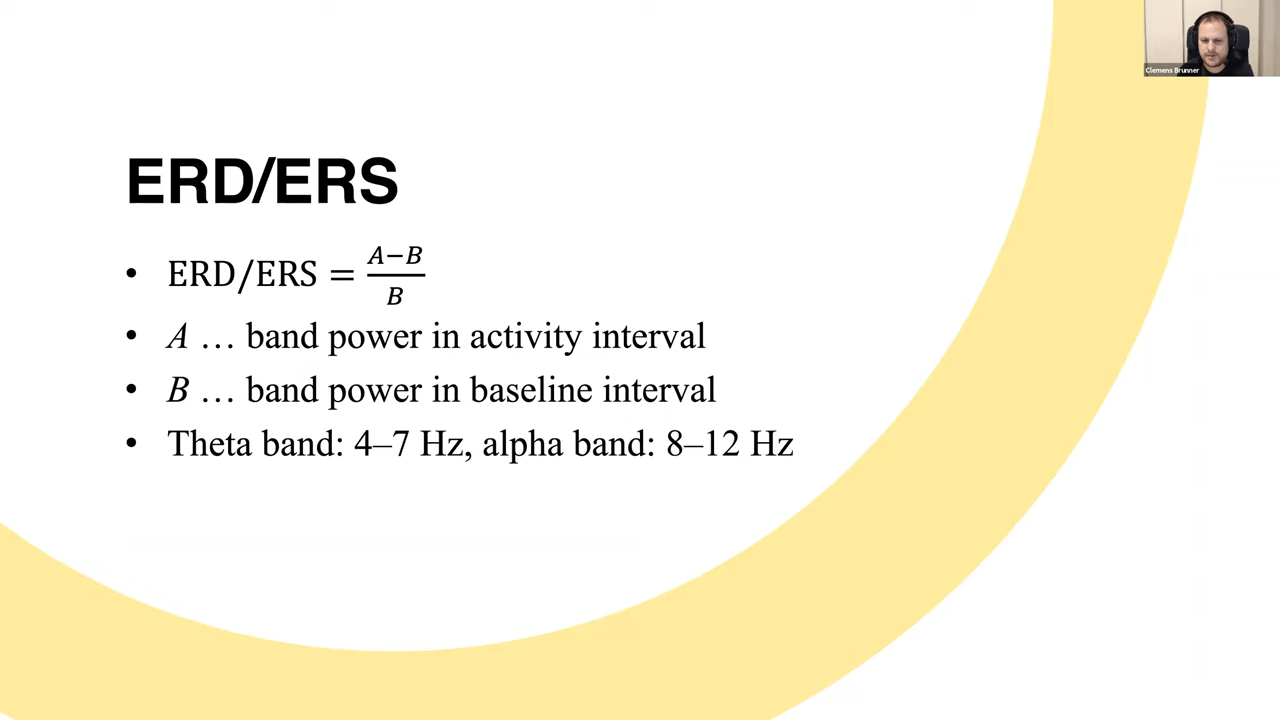 Clemens Brunner
ERD/ERS
• ERD/ERS = \frac{A−B}{B}
• A … band power in activity interval
• B … band power in baseline interval
• Theta band: 4–7 Hz, alpha band: 8–12 Hz